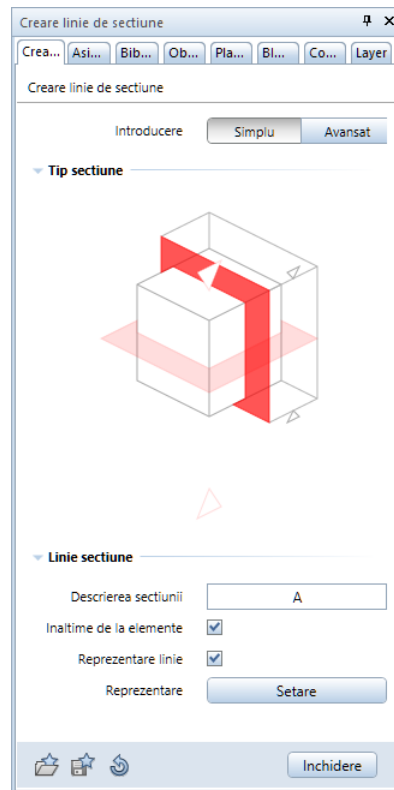 Creare linie de sectiune
Crea... Asi... Bib... Ob... Pla... Bl... Co... Layer
Creare linie de sectiune
Introducere Simplu Avansat
Tip sectiune
Linie sectiune
Descrierea sectiunii A
Inaltime de la elemente
Reprezentare linie
Reprezentare Setare
Inchidere